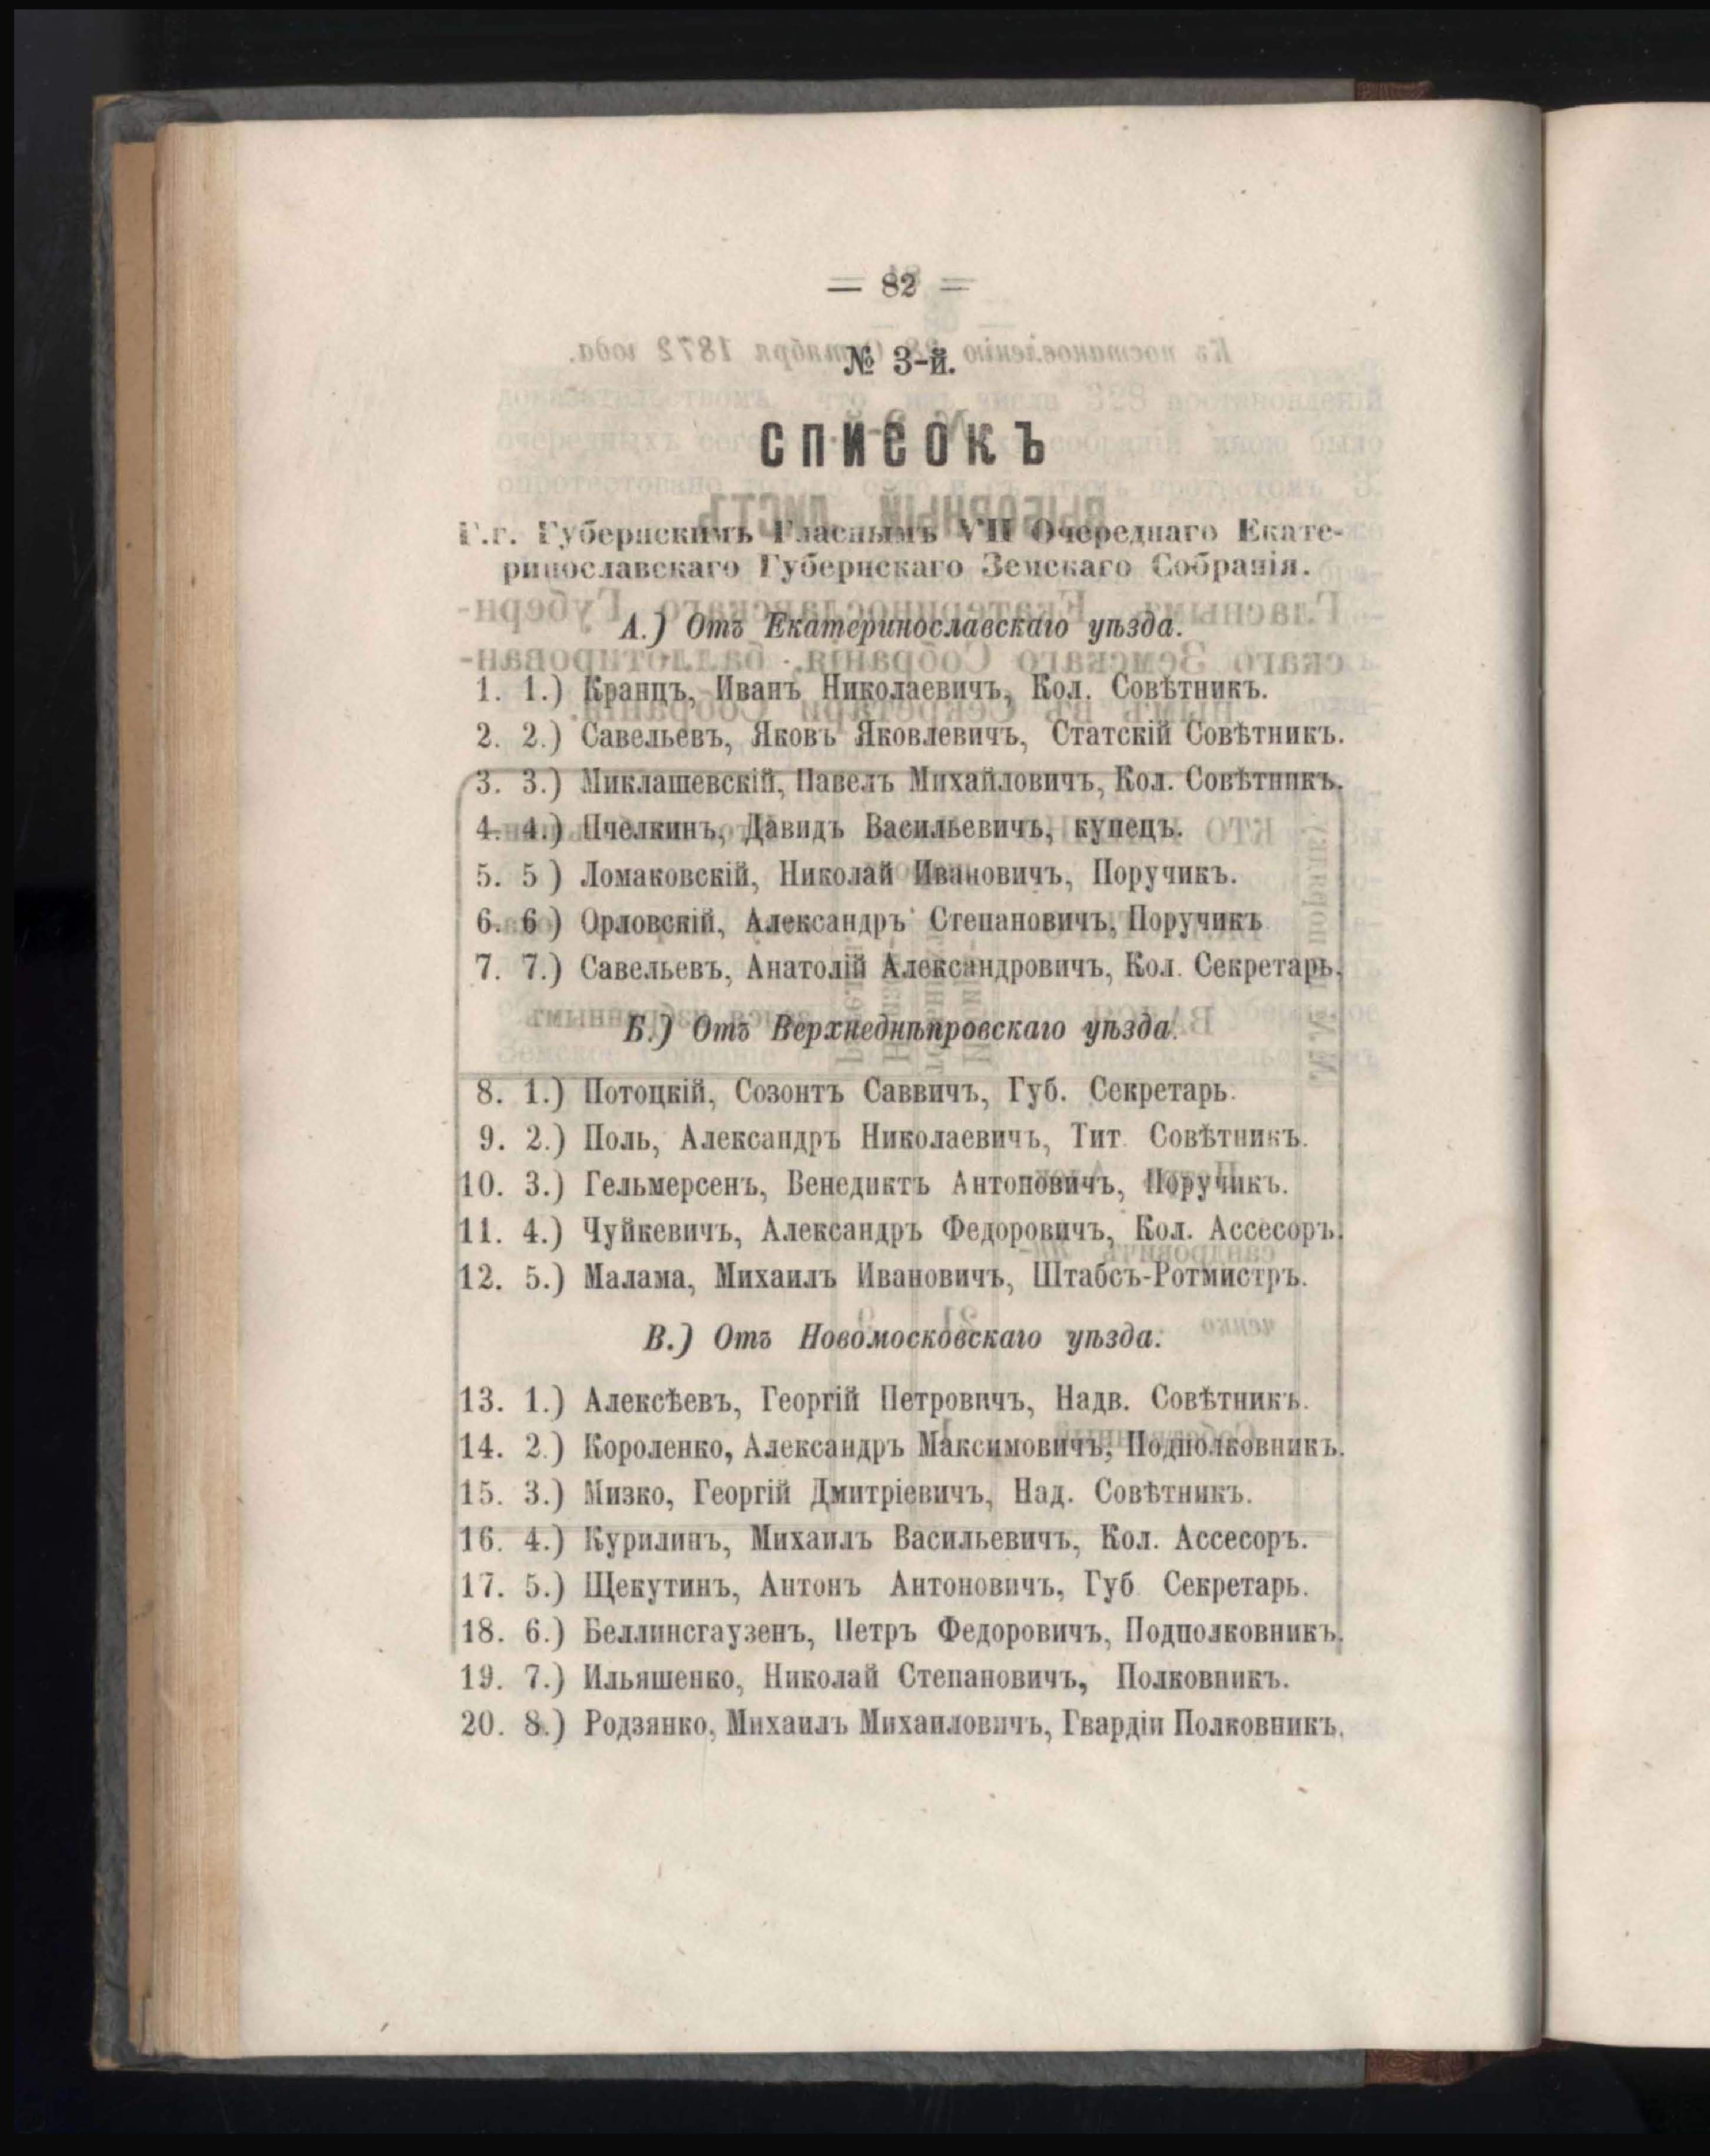 — 82 —
№ 3-й.
СПИСОКЪ
Г.г. Губернскимъ Гласнымъ VII Очереднаго Екате-
ринославскаго Губернскаго Земскаго Собранія.
А.) Отъ Екатеринославскаго уѣзда.
1. 1.) Кранцъ, Иванъ Николаевичъ, Кол. Совѣтникъ.
2. 2.) Савельевъ, Яковъ Яковлевичъ, Статскій Совѣтникъ.
3. 3.) Миклашевскій, Павелъ Михайловичъ, Кол. Совѣтникъ.
4. 4.) Пчелкинъ, Давидъ Васильевичъ, купецъ.
5. 5 ) Ломаковскій, Николай Ивановичъ, Поручикъ.
6. 6 ) Орловскій, Александръ Степановичъ, Поручикъ
7. 7.) Савельевъ, Анатолій Александровичъ, Кол. Секретарь.
Б.) Отъ Верхнеднѣпровскаго уѣзда.
8. 1.) Потоцкій, Созонтъ Саввичъ, Губ. Секретарь.
9. 2.) Поль, Александръ Николаевичъ, Тит. Совѣтникъ.
10. 3.) Гельмерсенъ, Венедиктъ Антоновичъ, Поручикъ.
11. 4.) Чуйкевичъ, Александръ Федоровичъ, Кол. Ассесоръ.
12. 5.) Малама, Михаилъ Ивановичъ, Штабсъ-Ротмистръ.
В.) Отъ Новомосковскаго уѣзда.
13. 1.) Алексѣевъ, Георгій Петровичъ, Надв. Совѣтникъ.
14. 2.) Короленко, Александръ Максимовичъ, Подполковникъ.
15. 3.) Мизко, Георгій Дмитріевичъ, Над. Совѣтникъ.
16. 4.) Курилинъ, Михаилъ Васильевичъ, Кол. Ассесоръ.
17. 5.) Щекутинъ, Антонъ Антоновичъ, Губ Секретарь.
18. 6.) Беллинсгаузенъ, Петръ Федоровичъ, Подполковникъ.
19. 7.) Ильяшенко, Николай Степановичъ, Полковникъ.
20. 8.) Родзянко, Михаилъ Михаиловичъ, Гвардіи Полковникъ.